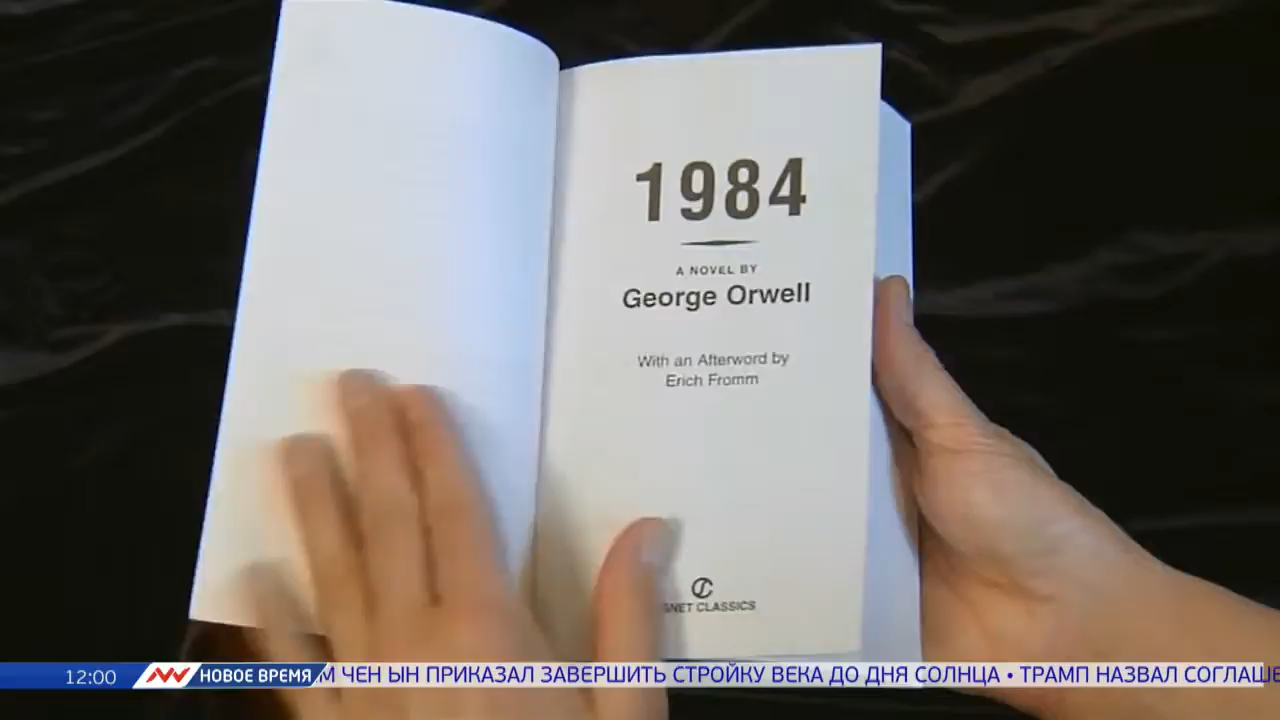 1984
A NOVEL BY
George Orwell
With an Afterword by
Erich Fromm
CLASSICS
12:00 НОВОЕ ВРЕМЯ ЧЕН ЫН ПРИКАЗАЛ ЗАВЕРШИТЬ СТРОЙКУ ВЕКА ДО ДНЯ СОЛНЦА • ТРАМП НАЗВАЛ